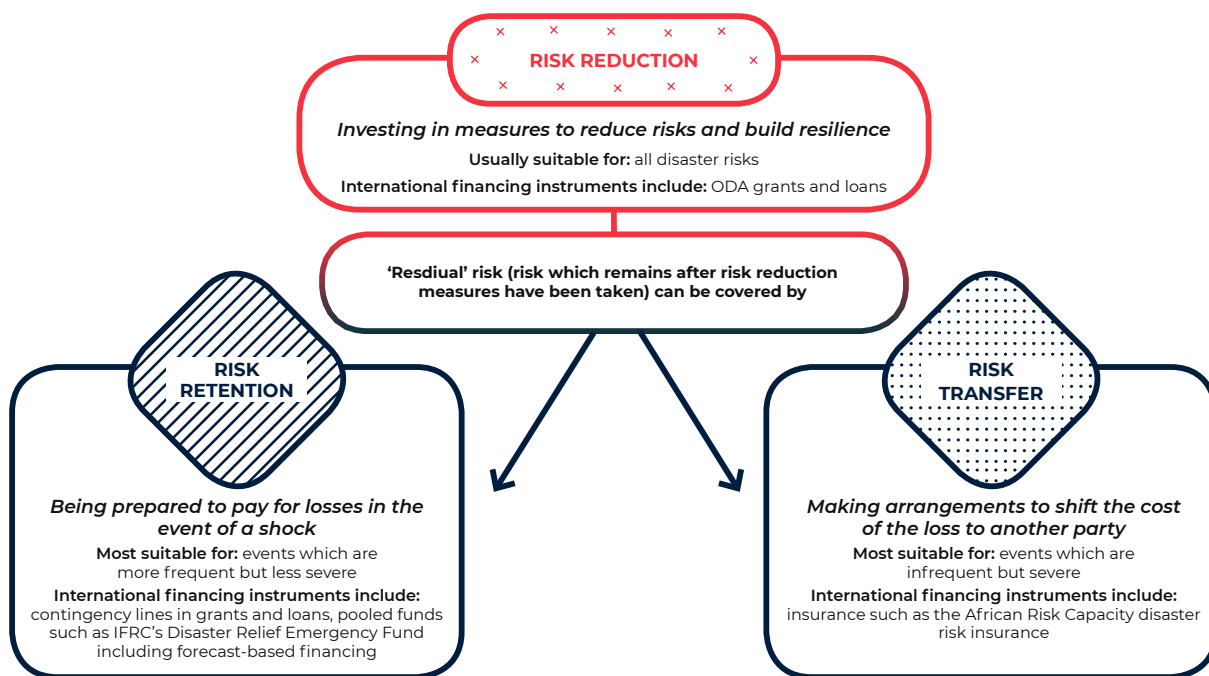 RISK REDUCTION
Investing in measures to reduce risks and build resilience
Usually suitable for: all disaster risks
International financing instruments include: ODA grants and loans
‘Resdiual’ risk (risk which remains after risk reduction
measures have been taken) can be covered by
RISK
RETENTION
Being prepared to pay for losses in the
event of a shock
Most suitable for: events which are
more frequent but less severe
International financing instruments include:
contingency lines in grants and loans, pooled funds
such as IFRC’s Disaster Relief Emergency Fund
including forecast-based financing
RISK
TRANSFER
Making arrangements to shift the cost
of the loss to another party
Most suitable for: events which are
infrequent but severe
International financing instruments include:
insurance such as the African Risk Capacity disaster
risk insurance